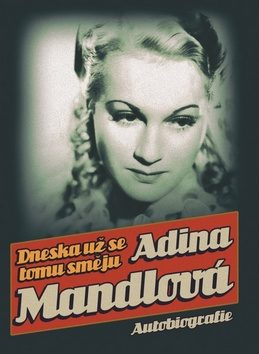 Dneska už se
tomu směju
Adina
Mandlová
Autobiografie